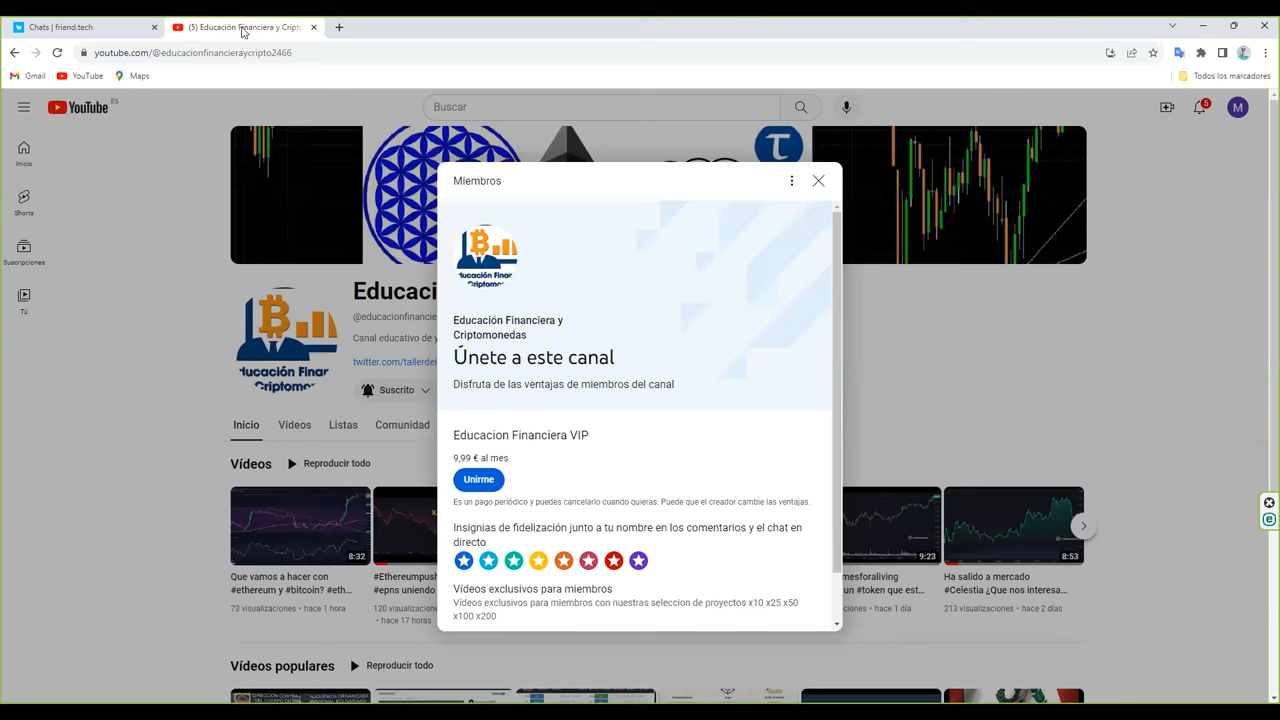 Chats | friend.tech
(5) Educación Financiera y Cripto
youtube.com/@educacionfinancieraycripto2466
Gmail
YouTube
Maps
Todos los marcadores
YouTube ES
Buscar
5
M
Inicio
Shorts
Suscripciones
Tú
Miembros
Educación Financiera y
Criptomonedas
Únete a este canal
Disfruta de las ventajas de miembros del canal
Educacion Financiera VIP
9,99 € al mes
Unirme
Es un pago periódico y puedes cancelarlo cuando quieras. Puede que el creador cambie las ventajas.
Insignias de fidelización junto a tu nombre en los comentarios y el chat en
directo
Vídeos exclusivos para miembros
Vídeos exclusivos para miembros con nuestras seleccion de proyectos x10 x25 x50
x100 x200
Educaci
@educacionfinancie
Canal educativo de y
twitter.com/tallerdei
Suscrito
Inicio
Vídeos
Listas
Comunidad
Vídeos
Reproducir todo
8:32
9:23
8:53
Que vamos a hacer con
#ethereum y #bitcoin? #eth...
73 visualizaciones • hace 1 hora
#Ethereumpush
#epns uniendo
120 visualizaciones
• hace 17 horas
mesforaliving
un #token que est...
• hace 1 día
Ha salido a mercado
#Celestia ¿Que nos interesa...
213 visualizaciones • hace 2 días
Vídeos populares
Reproducir todo